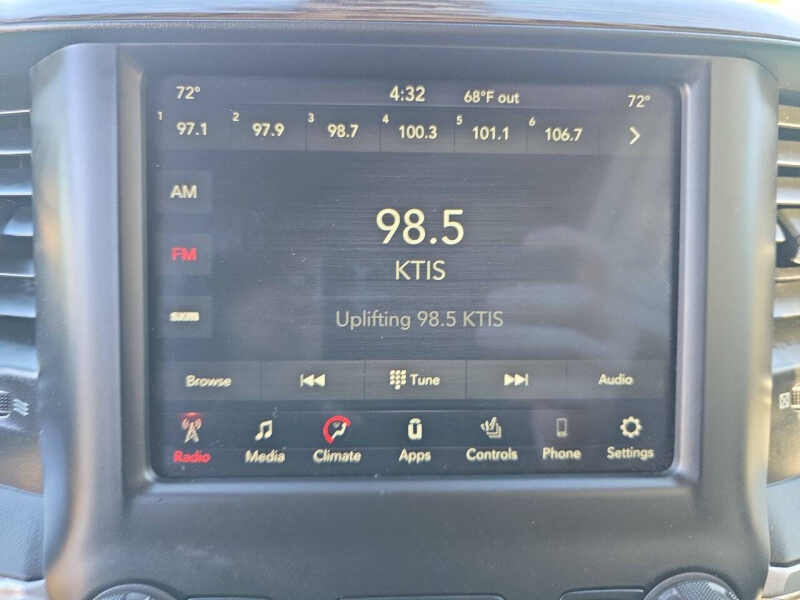 72° 4:32 68°F out 72°
1 97.1 2 97.9 3 98.7 4 100.3 5 101.1 6 106.7
AM
98.5
FM
KTIS
SXM
Uplifting 98.5 KTIS
Browse Tune Audio
Radio Media Climate Apps Controls Phone Settings